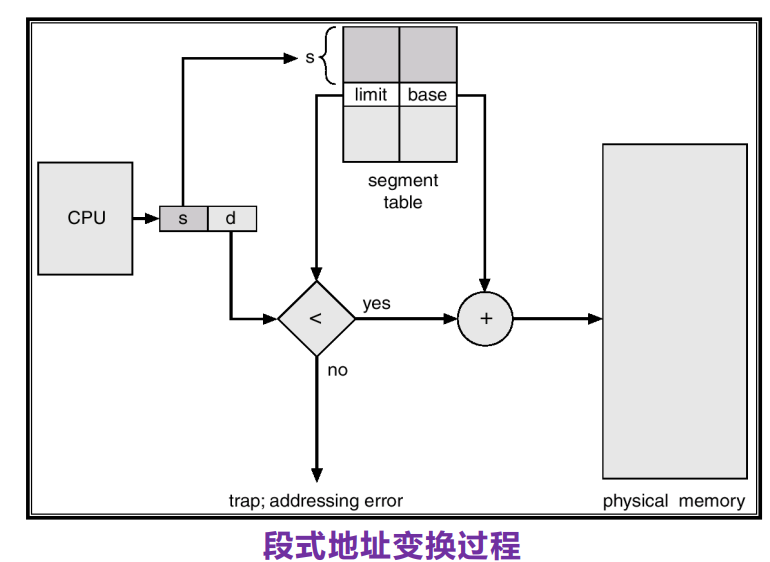 s
limit base
segment
table
CPU
s d
<
yes
+
no
trap; addressing error
physical memory
段式地址变换过程